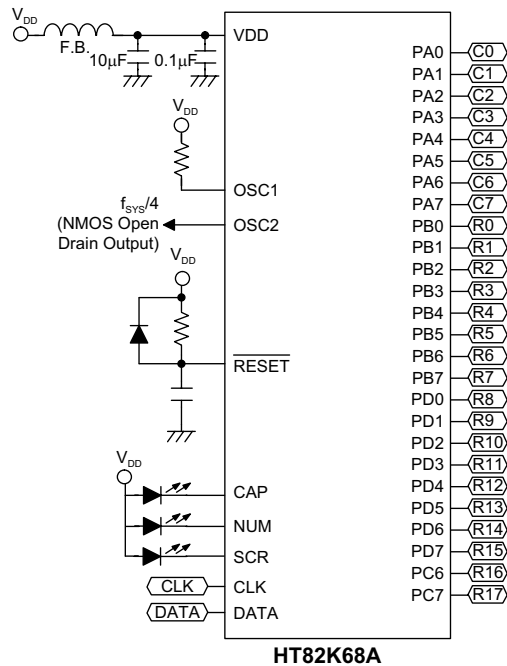 VDD
F.B.
10µF
0.1µF
VDD
VDD
OSC1
fSYS/4
(NMOS Open
Drain Output)
OSC2
VDD
RESET
VDD
CAP
NUM
SCR
CLK
CLK
DATA
DATA
PA0 C0
PA1 C1
PA2 C2
PA3 C3
PA4 C4
PA5 C5
PA6 C6
PA7 C7
PB0 R0
PB1 R1
PB2 R2
PB3 R3
PB4 R4
PB5 R5
PB6 R6
PB7 R7
PD0 R8
PD1 R9
PD2 R10
PD3 R11
PD4 R12
PD5 R13
PD6 R14
PD7 R15
PC6 R16
PC7 R17
HT82K68A